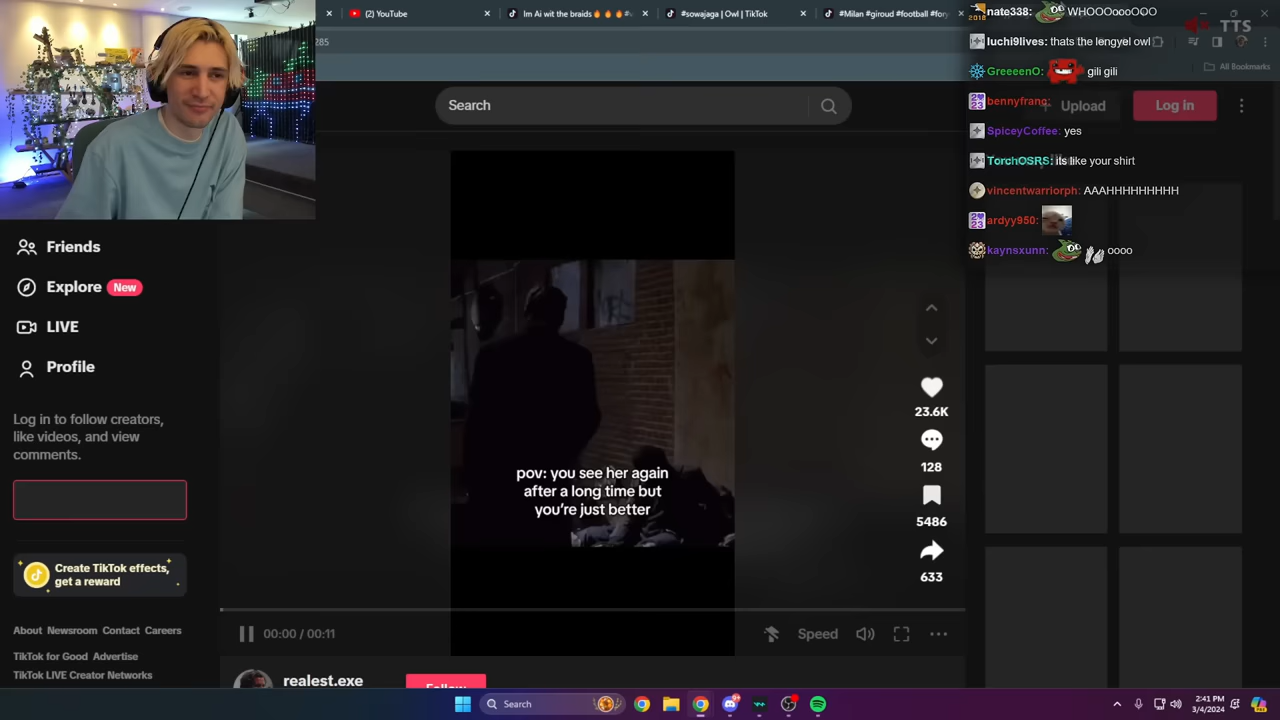 (2) YouTube
Im Ai wit the braids🔥🔥🔥#v
#sowajaga | Owl | TikTok
#Milan #giroud #football #fory
285
All Bookmarks
TTS
nate338: WHOOOoooOOO
luchi9lives: thats the lengyel owl
GreeeenO: gili gili
bennyfranc:
SpiceyCoffee: yes
TorchOSRS: its like your shirt
vincentwarriorph: AAAHHHHHHHHH
ardyy950:
kaynsxunn: oooo
Search
Upload
Log in
Friends
Explore New
LIVE
Profile
Log in to follow creators,
like videos, and view
comments.
Create TikTok effects,
get a reward
About Newsroom Contact Careers
TikTok for Good Advertise
TikTok LIVE Creator Networks
pov: you see her again
after a long time but
you're just better
23.6K
128
5486
633
00:00 / 00:11
Speed
realest.exe
Follow
Search
2:41 PM
3/4/2024